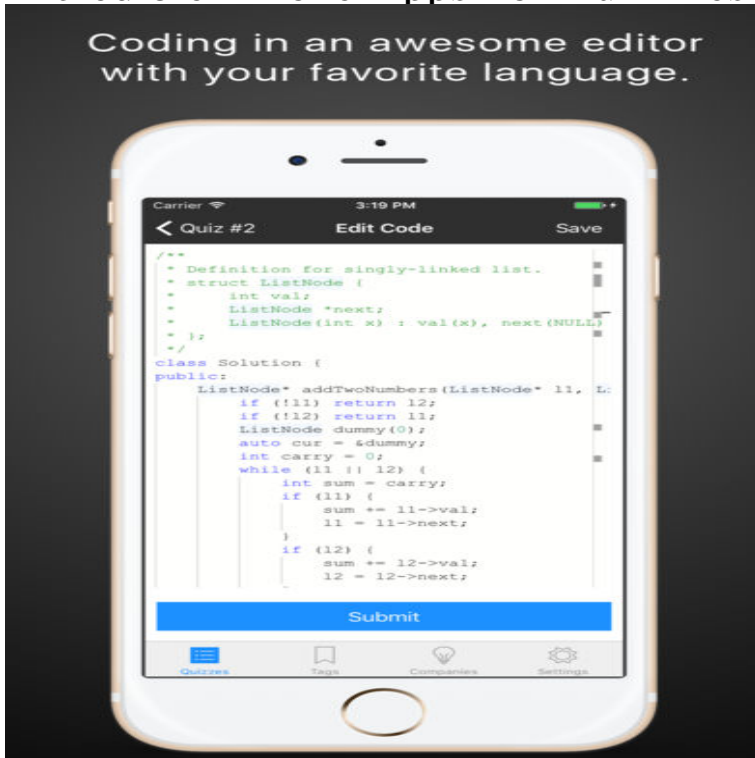 Coding in an awesome editor
with your favorite language.
Carrier 3:19 PM
Quiz #2 Edit Code Save
/**
* Definition for singly-linked list.
* struct ListNode {
* int val;
* ListNode *next;
* ListNode(int x) : val(x), next(NULL)
* };
*/
class Solution {
public:
ListNode* addTwoNumbers(ListNode* l1, Li
if (!l1) return l2;
if (!l2) return l1;
ListNode dummy(0);
auto cur = &dummy;
int carry = 0;
while (l1 || l2) {
int sum = carry;
if (l1) {
sum += l1->val;
l1 = l1->next;
}
if (l2) {
sum += l2->val;
l2 = l2->next;
Submit
Quizzes Tags Companies Settings